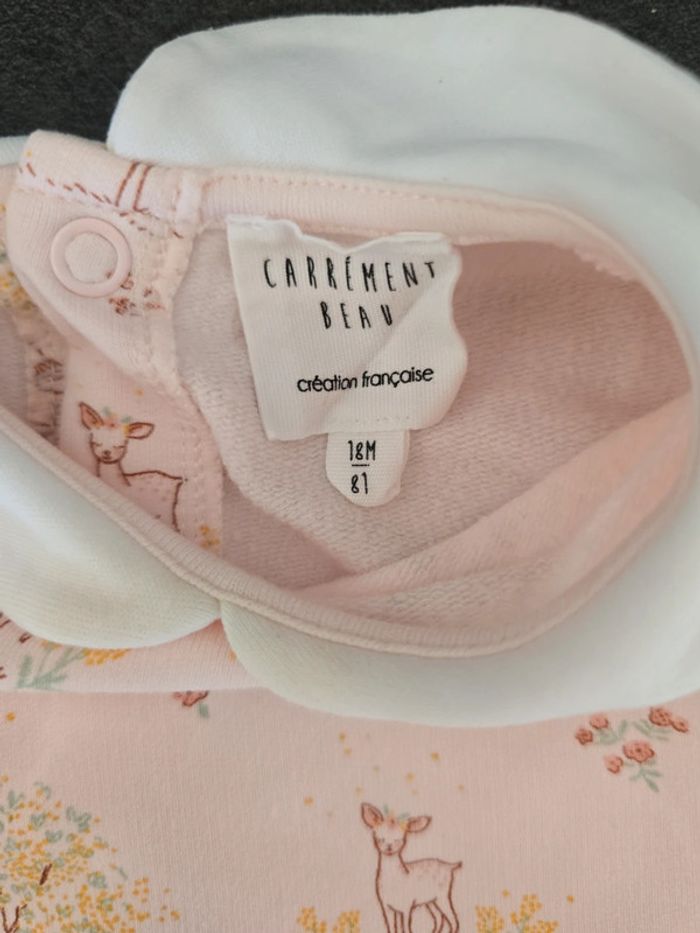 CARRÉMENT
BEAU
création française
18M
81